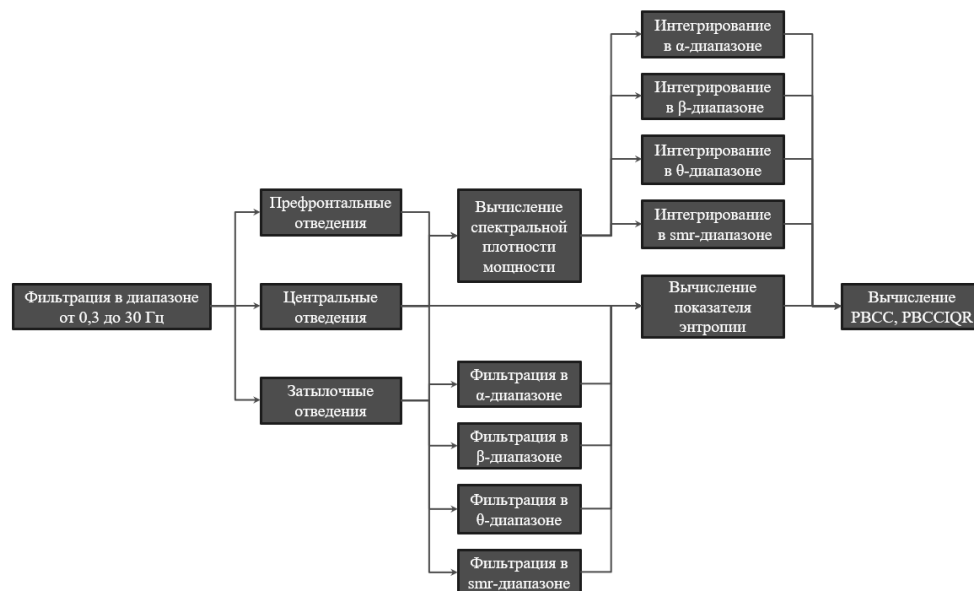 Интегрирование
в α-диапазоне
Интегрирование
в β-диапазоне
Интегрирование
в θ-диапазоне
Префронтальные
отведения
Вычисление
спектральной
плотности
мощности
Интегрирование
в smr-диапазоне
Фильтрация в диапазоне
от 0,3 до 30 Гц
Центральные
отведения
Вычисление
показателя
энтропии
Вычисление
PBCC, PBCCIQR
Затылочные
отведения
Фильтрация в
α-диапазоне
Фильтрация в
β-диапазоне
Фильтрация в
θ-диапазоне
Фильтрация в
smr-диапазоне